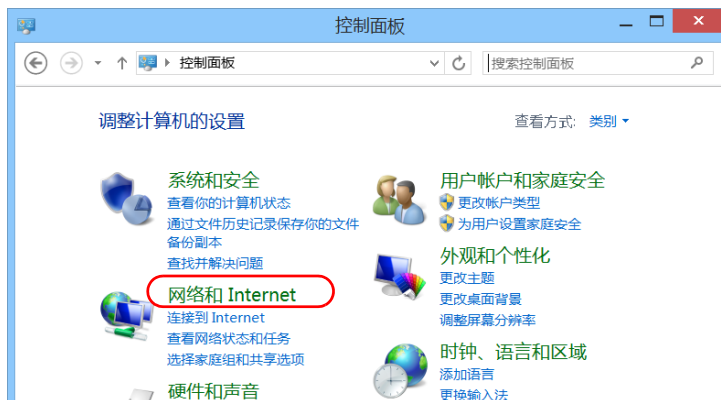 控制面板
控制面板
搜索控制面板
调整计算机的设置
查看方式: 类别
系统和安全
查看你的计算机状态
通过文件历史记录保存你的文件
备份副本
查找并解决问题
网络和 Internet
连接到 Internet
查看网络状态和任务
选择家庭组和共享选项
硬件和声音
用户帐户和家庭安全
更改帐户类型
为用户设置家庭安全
外观和个性化
更改主题
更改桌面背景
调整屏幕分辨率
时钟、语言和区域
添加语言
更换输入法